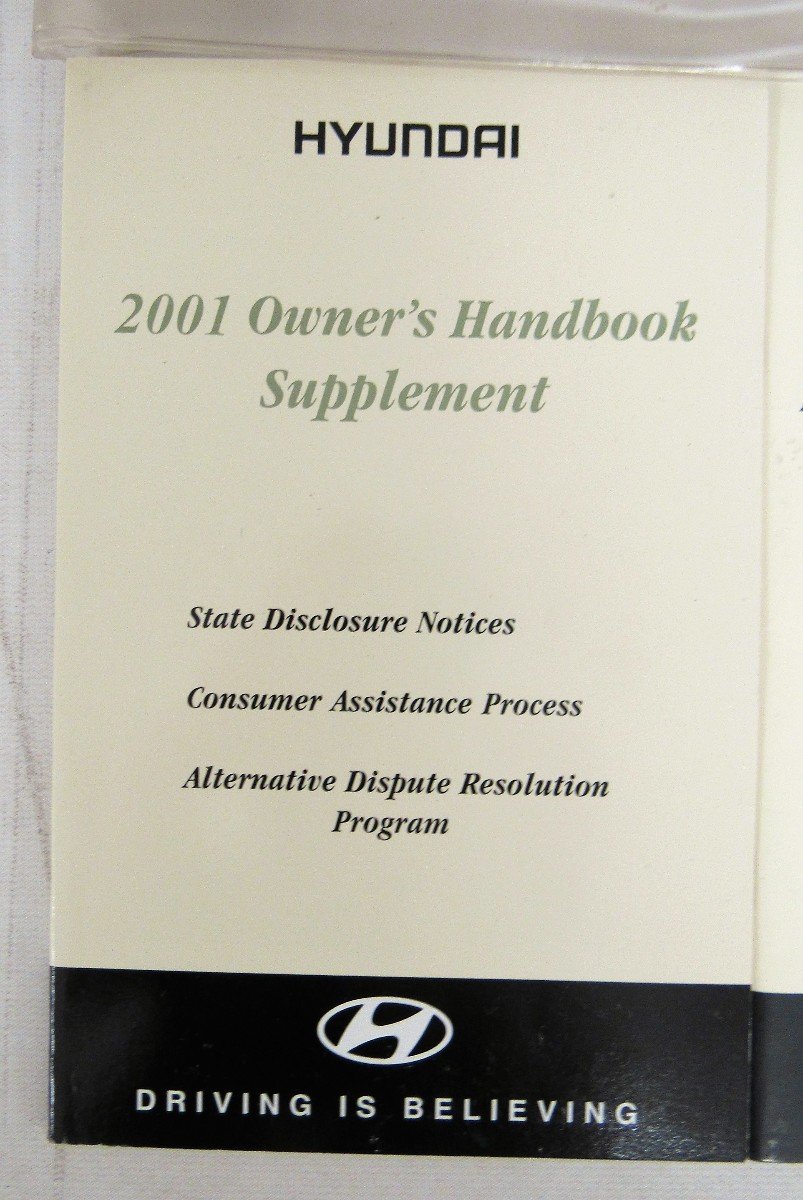 HYUNDAI
2001 Owner's Handbook
Supplement
State Disclosure Notices
Consumer Assistance Process
Alternative Dispute Resolution
Program
DRIVING IS BELIEVING